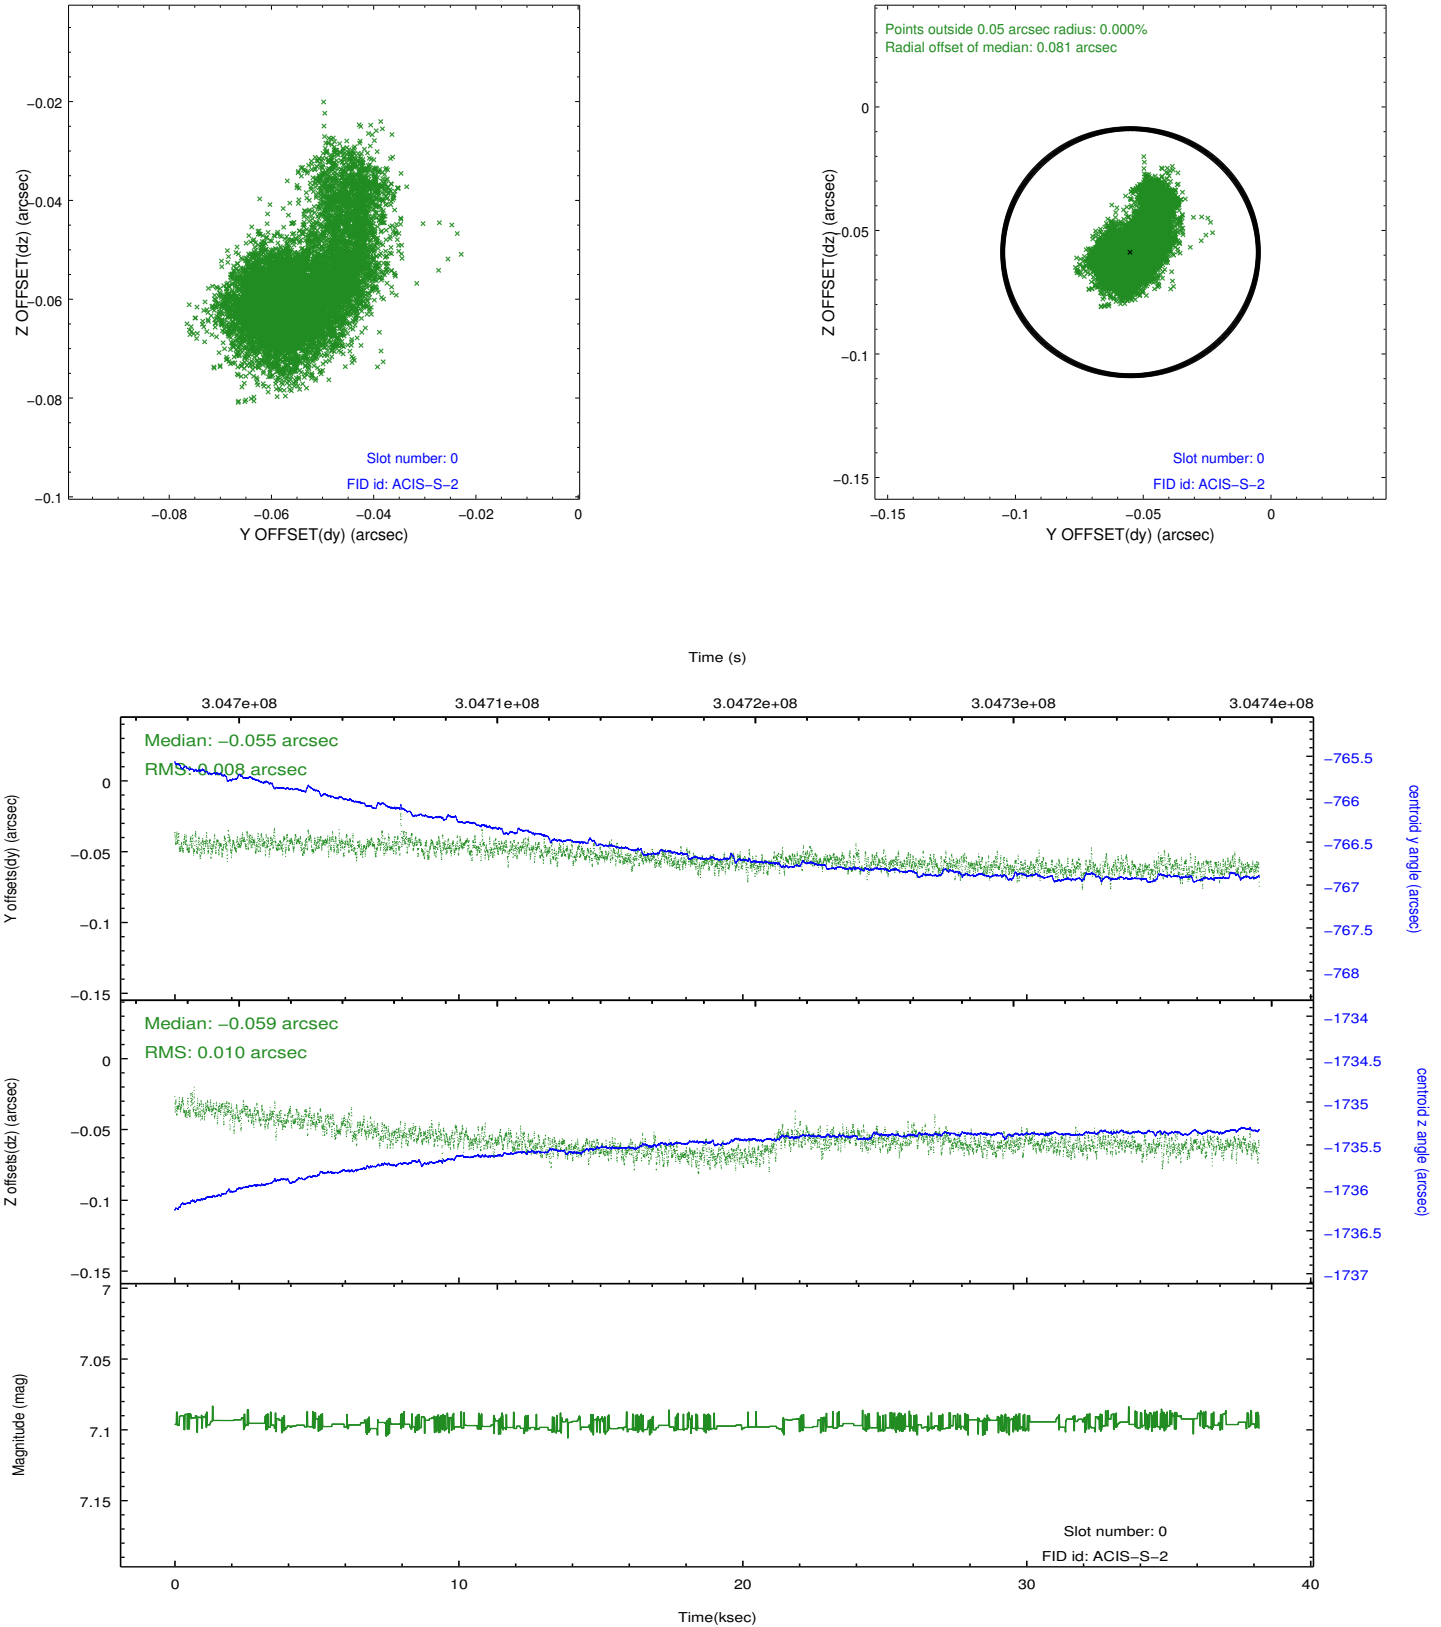 Points outside 0.05 arcsec radius: 0.000%
Radial offset of median: 0.081 arcsec
−0.02
−0.04
−0.06
−0.08
−0.1
Z OFFSET(dz) (arcsec)
Slot number: 0
FID id: ACIS−S−2
−0.08
−0.06
−0.04
−0.02
0
Y OFFSET(dy) (arcsec)
0
−0.05
−0.1
−0.15
Z OFFSET(dz) (arcsec)
Slot number: 0
FID id: ACIS−S−2
−0.15
−0.1
−0.05
0
Y OFFSET(dy) (arcsec)
Time (s)
3.047e+08
3.0471e+08
3.0472e+08
3.0473e+08
3.0474e+08
Median: −0.055 arcsec
RMS: 0.008 arcsec
0
−0.05
−0.1
−0.15
Y offsets(dy) (arcsec)
−765.5
−766
−766.5
−767
−767.5
−768
centroid y angle (arcsec)
Median: −0.059 arcsec
RMS: 0.010 arcsec
0
−0.05
−0.1
−0.15
Z offsets(dz) (arcsec)
−1734
−1734.5
−1735
−1735.5
−1736
−1736.5
−1737
centroid z angle (arcsec)
7
7.05
7.1
7.15
Magnitude (mag)
Slot number: 0
FID id: ACIS−S−2
0
10
20
30
40
Time(ksec)